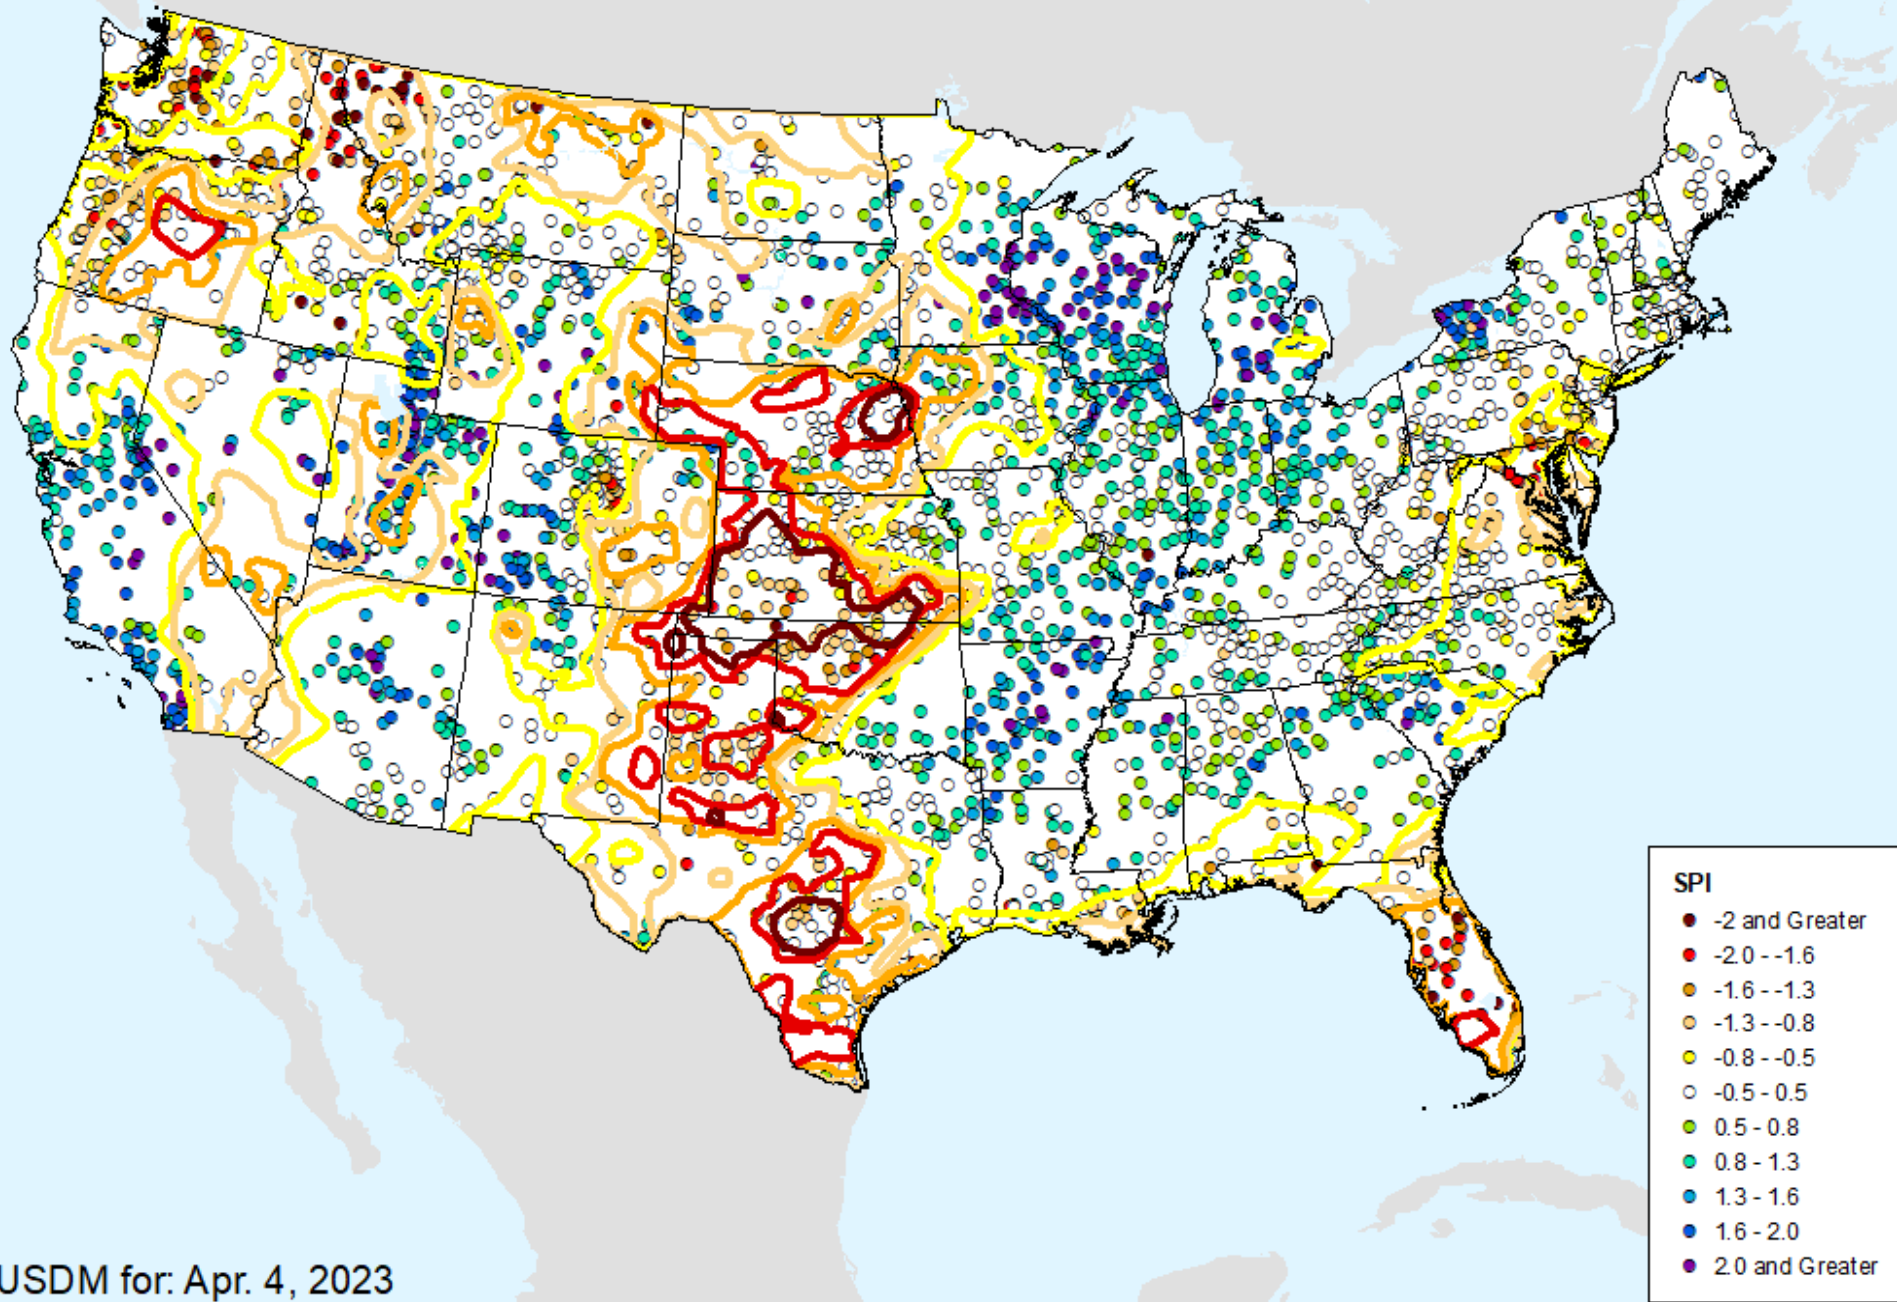 SPI
-2 and Greater
-2.0 - -1.6
-1.6 - -1.3
-1.3 - -0.8
-0.8 - -0.5
-0.5 - 0.5
0.5 - 0.8
0.8 - 1.3
1.3 - 1.6
1.6 - 2.0
2.0 and Greater
USDM for: Apr. 4, 2023